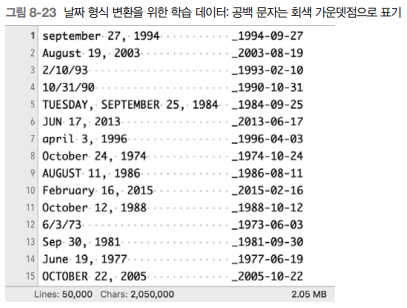 그림 8-23 날짜 형식 변환을 위한 학습 데이터: 공백 문자는 회색 가운뎃점으로 표기
1 september 27, 1994 _1994-09-27
2 August 19, 2003 _2003-08-19
3 2/10/93 _1993-02-10
4 10/31/90 _1990-10-31
5 TUESDAY, SEPTEMBER 25, 1984 _1984-09-25
6 JUN 17, 2013 _2013-06-17
7 april 3, 1996 _1996-04-03
8 October 24, 1974 _1974-10-24
9 AUGUST 11, 1986 _1986-08-11
10 February 16, 2015 _2015-02-16
11 October 12, 1988 _1988-10-12
12 6/3/73 _1973-06-03
13 Sep 30, 1981 _1981-09-30
14 June 19, 1977 _1977-06-19
15 OCTOBER 22, 2005 _2005-10-22
Lines: 50,000 Chars: 2,050,000 2.05 MB